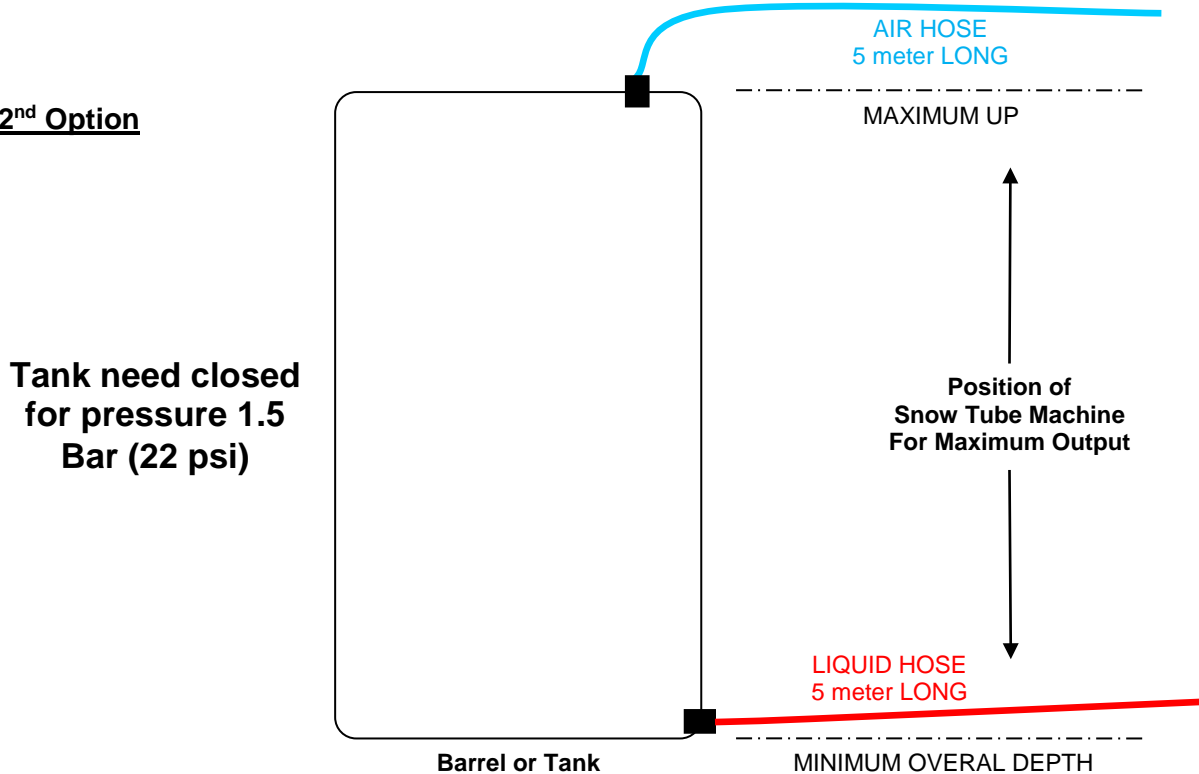 AIR HOSE
5 meter LONG
2nd Option
MAXIMUM UP
Tank need closed
for pressure 1.5
Bar (22 psi)
Position of
Snow Tube Machine
For Maximum Output
LIQUID HOSE
5 meter LONG
Barrel or Tank
MINIMUM OVERAL DEPTH